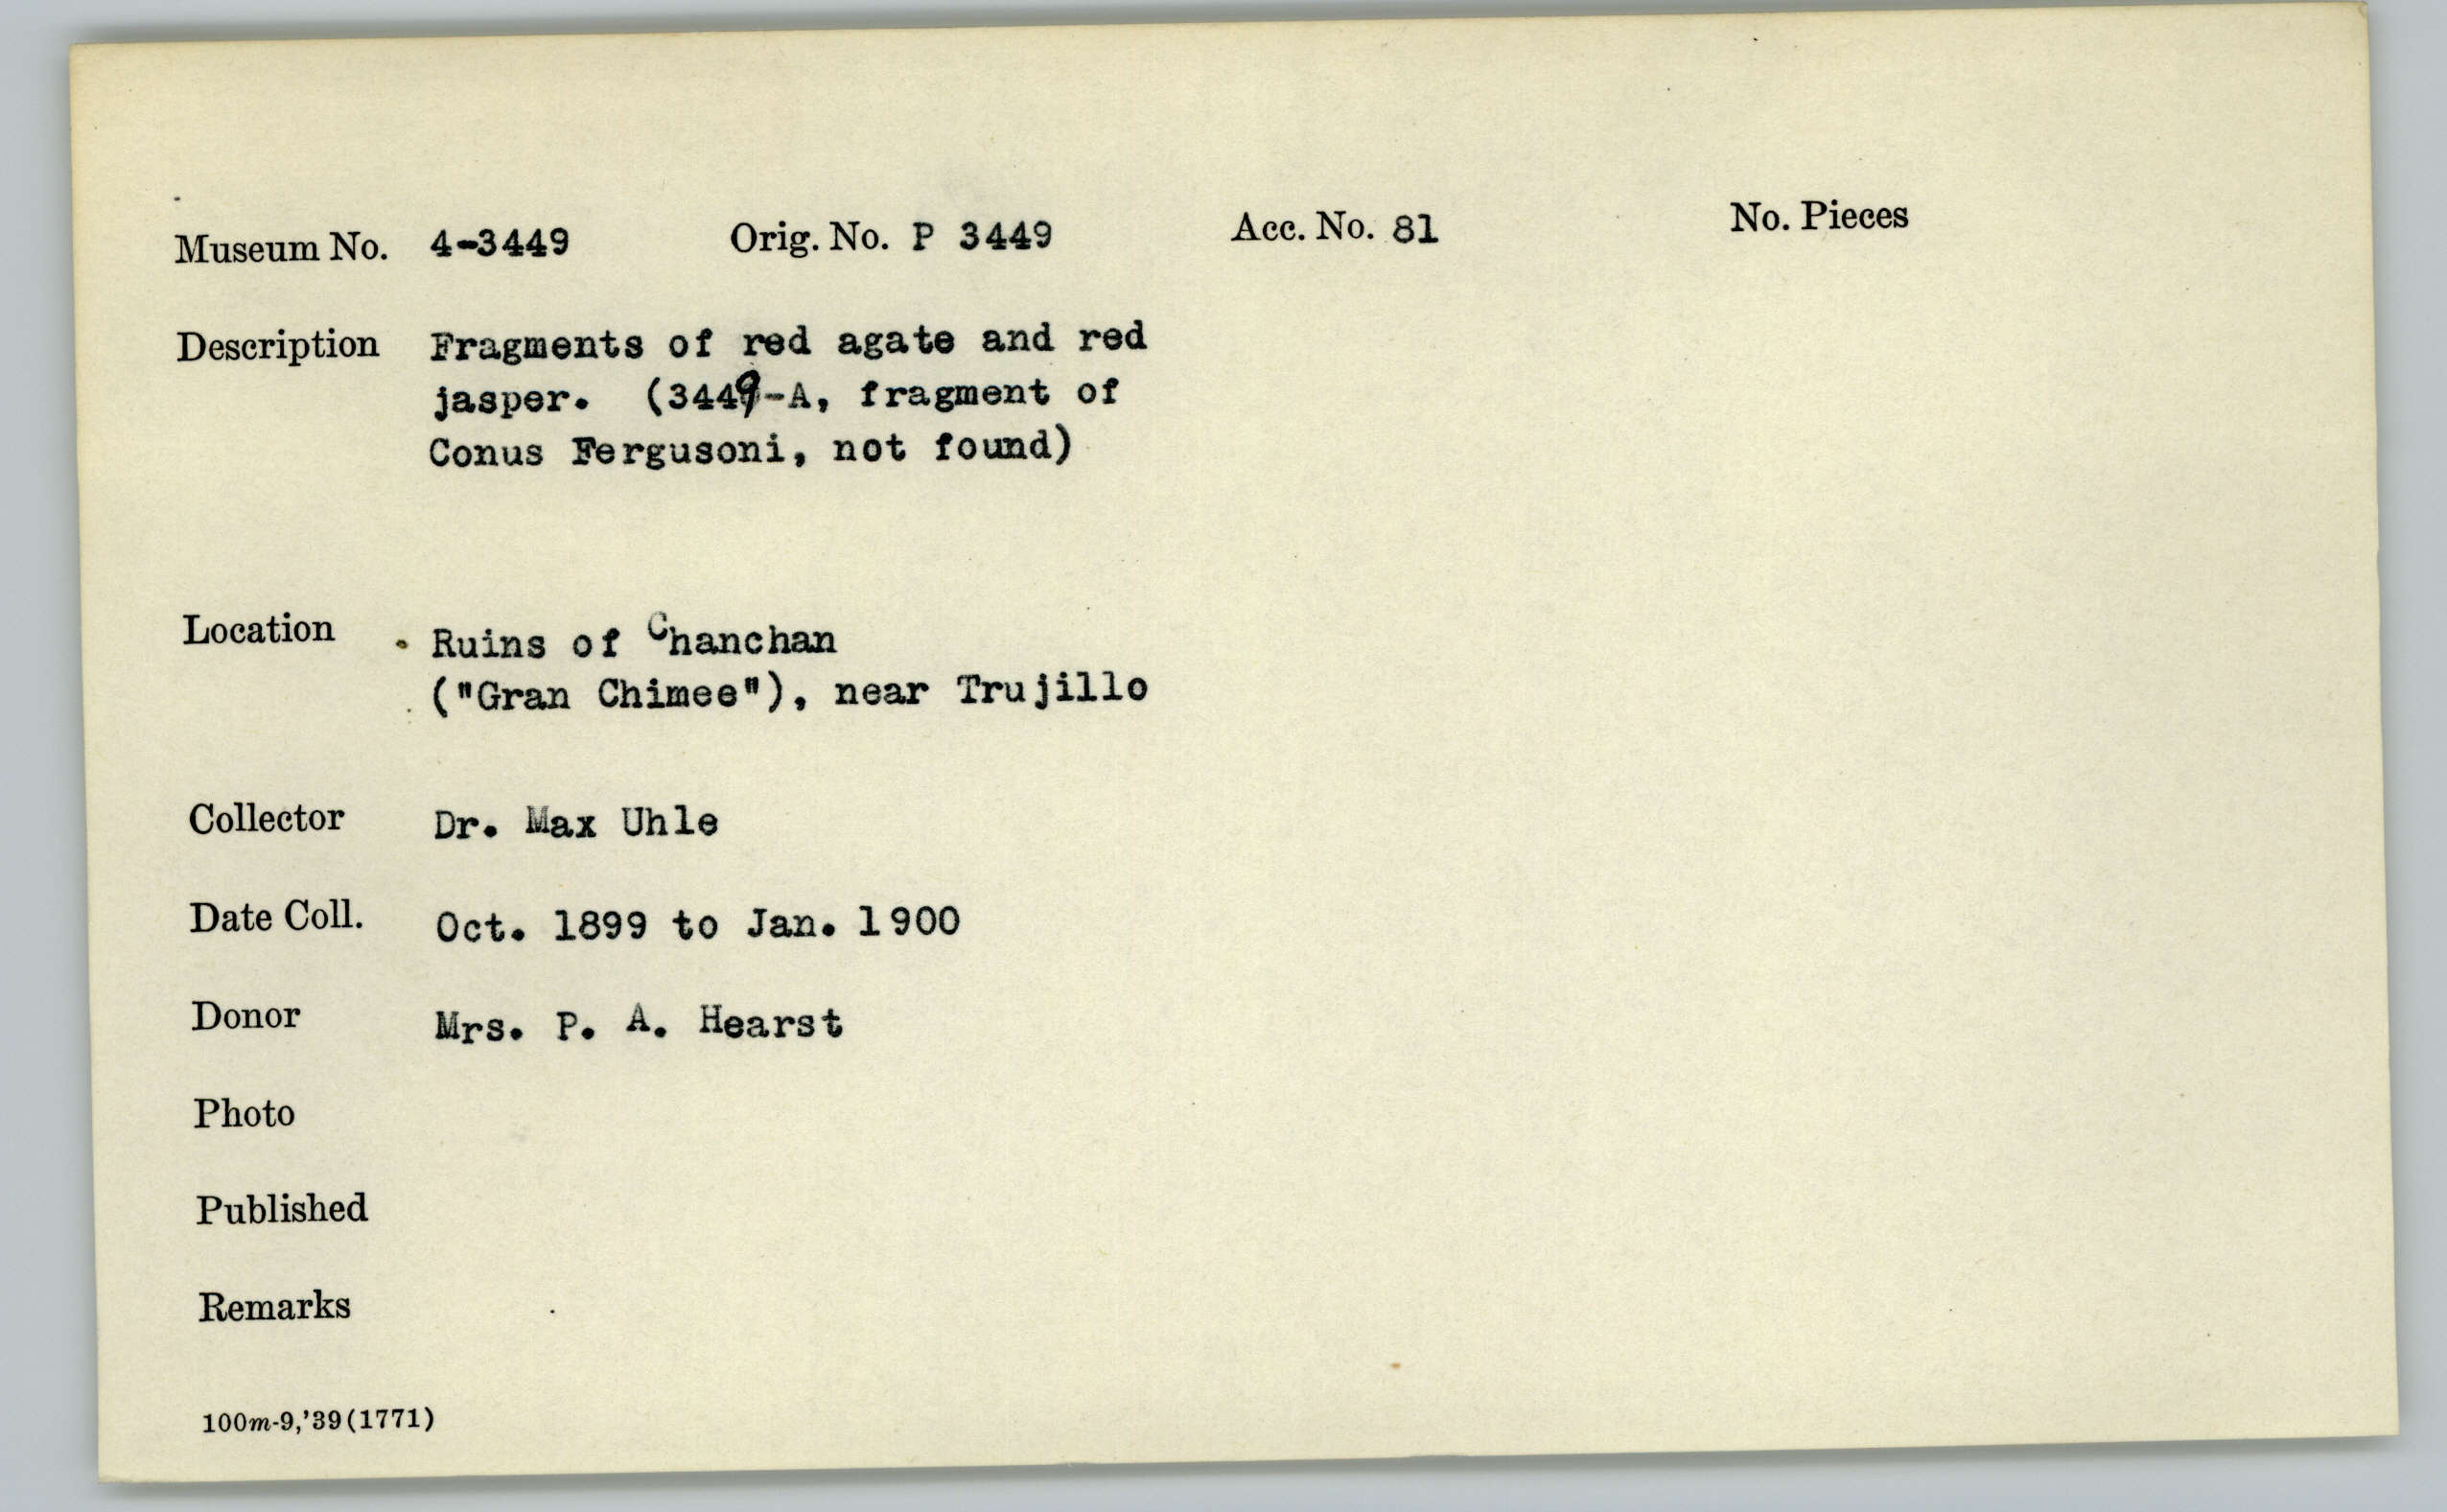 Museum No. 4-3449 Orig. No. P 3449 Acc. No. 81 No. Pieces
Description Fragments of red agate and red
jasper. (3449-A, fragment of
Conus Fergusoni, not found)
Location Ruins of Chanchan
("Gran Chimee"), near Trujillo
Collector Dr. Max Uhle
Date Coll. Oct. 1899 to Jan. 1900
Donor Mrs. P. A. Hearst
Photo
Published
Remarks
100m-9,'39(1771)